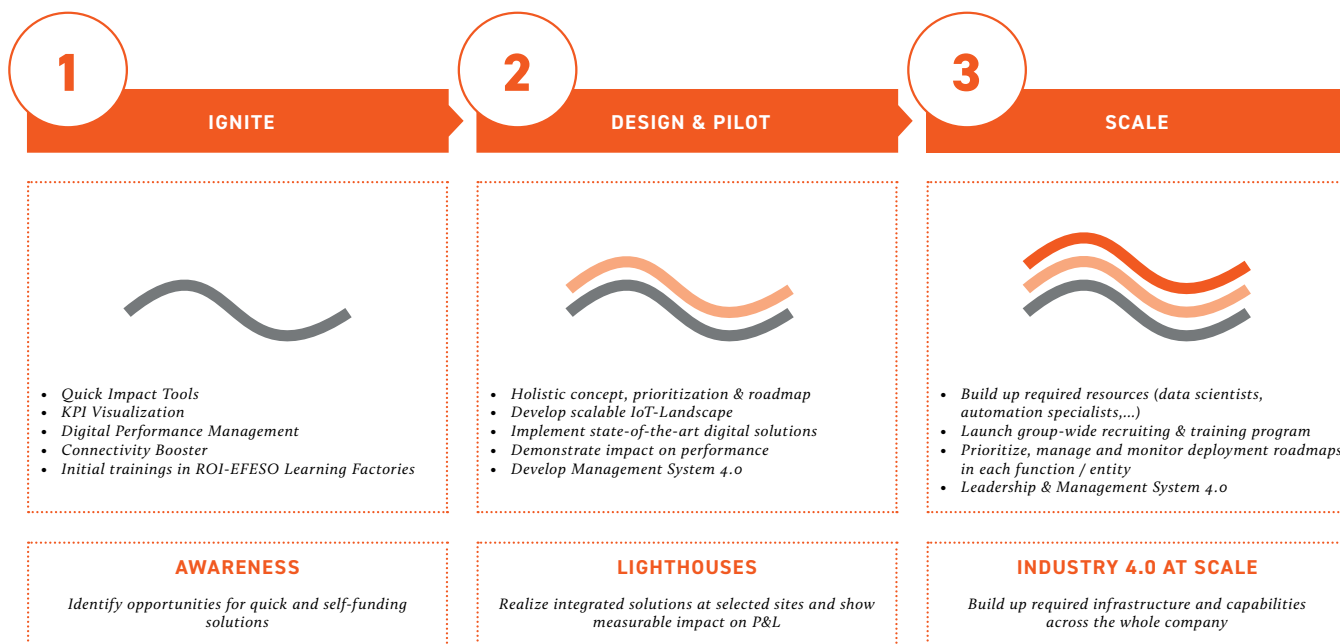 1
IGNITE
• Quick Impact Tools
• KPI Visualization
• Digital Performance Management
• Connectivity Booster
• Initial trainings in ROI-EFESO Learning Factories
AWARENESS
Identify opportunities for quick and self-funding
solutions
2
DESIGN & PILOT
• Holistic concept, prioritization & roadmap
• Develop scalable IoT-Landscape
• Implement state-of-the-art digital solutions
• Demonstrate impact on performance
• Develop Management System 4.0
LIGHTHOUSES
Realize integrated solutions at selected sites and show
measurable impact on P&L
3
SCALE
• Build up required resources (data scientists,
automation specialists,...)
• Launch group-wide recruiting & training program
• Prioritize, manage and monitor deployment roadmaps
in each function / entity
• Leadership & Management System 4.0
INDUSTRY 4.0 AT SCALE
Build up required infrastructure and capabilities
across the whole company